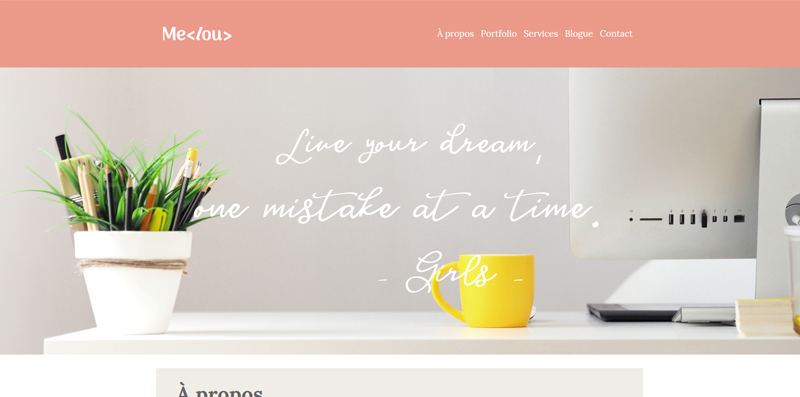 Me</ou>
À propos Portfolio Services Blogue Contact
Live your dream,
one mistake at a time.
- Girls -
À propos